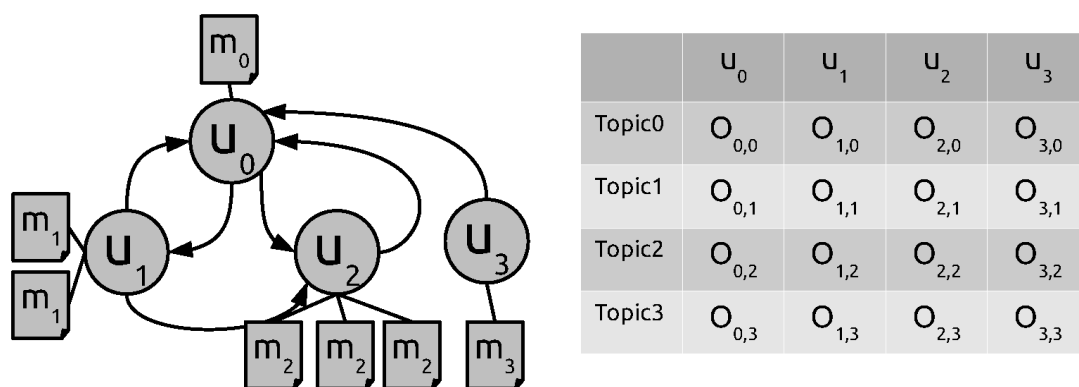 m0
u0
m1
u1
u2
u3
m1
m2
m2
m2
m3
u0 u1 u2 u3
Topic0 O0,0 O1,0 O2,0 O3,0
Topic1 O0,1 O1,1 O2,1 O3,1
Topic2 O0,2 O1,2 O2,2 O3,2
Topic3 O0,3 O1,3 O2,3 O3,3